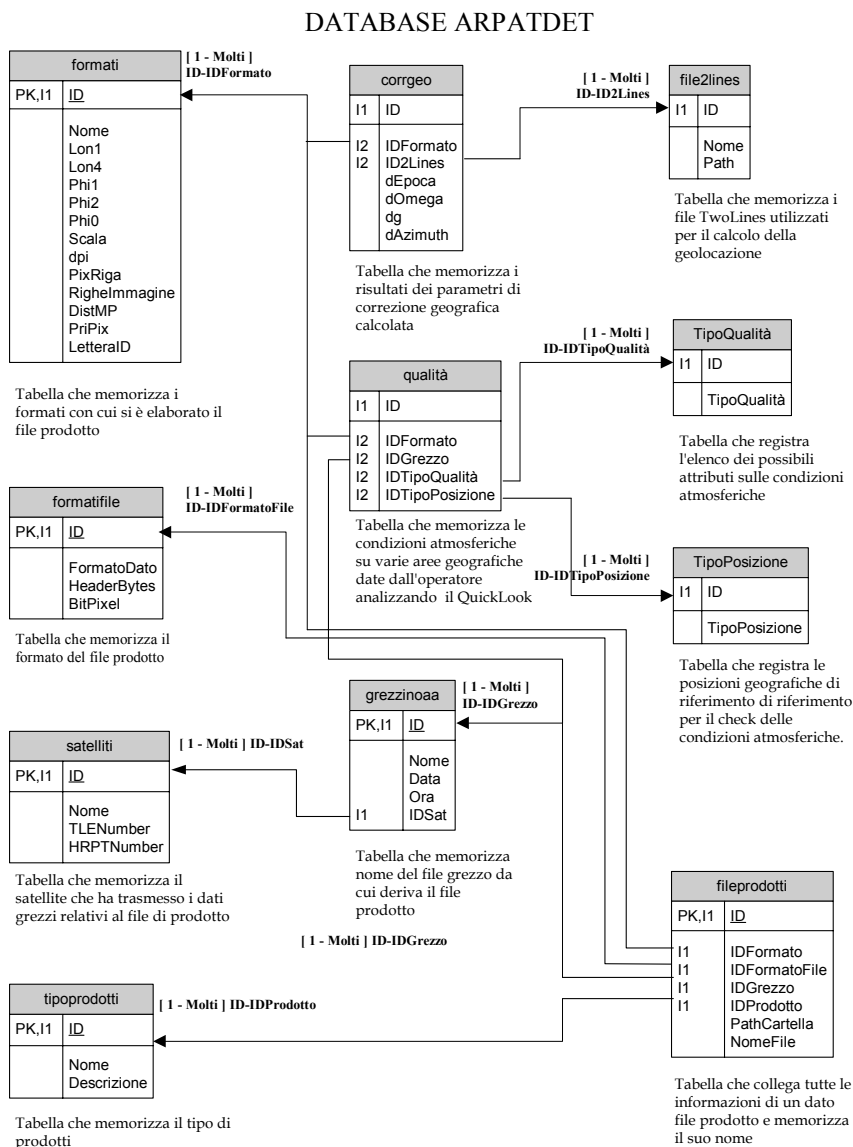 DATABASE ARPATDET
formati
PK,I1 ID
Nome
Lon1
Lon4
Phi1
Phi2
Phi0
Scala
dpi
PixRiga
RigheImmagine
DistMP
PriPix
LetteraID
Tabella che memorizza i
formati con cui si è elaborato il
file prodotto
[ 1 - Molti ]
ID-IDFormato
corrgeo
I1 ID
I2 IDFormato
I2 ID2Lines
dEpoca
dOmega
dg
dAzimuth
Tabella che memorizza i
risultati dei parametri di
correzione geografica
calcolata
[ 1 - Molti ]
ID-ID2Lines
file2lines
I1 ID
Nome
Path
Tabella che memorizza i
file TwoLines utilizzati
per il calcolo della
geolocazione
qualità
I1 ID
I2 IDFormato
I2 IDGrezzo
I2 IDTipoQualità
I2 IDTipoPosizione
Tabella che memorizza le
condizioni atmosferiche
su varie aree geografiche
date dall'operatore
analizzando il QuickLook
[ 1 - Molti ]
ID-IDTipoQualità
TipoQualità
I1 ID
TipoQualità
Tabella che registra
l'elenco dei possibili
attributi sulle condizioni
atmosferiche
formatifile
PK,I1 ID
FormatoDato
HeaderBytes
BitPixel
Tabella che memorizza il
formato del file prodotto
[ 1 - Molti ]
ID-IDFormatoFile
[ 1 - Molti ]
ID-IDTipoPosizione
TipoPosizione
I1 ID
TipoPosizione
Tabella che registra le
posizioni geografiche di
riferimento di riferimento
per il check delle
condizioni atmosferiche.
grezzinoaa
PK,I1 ID
Nome
Data
Ora
I1 IDSat
Tabella che memorizza
nome del file grezzo da
cui deriva il file
prodotto
[ 1 - Molti ]
ID-IDGrezzo
satelliti
PK,I1 ID
Nome
TLENumber
HRPTNumber
Tabella che memorizza il
satellite che ha trasmesso i dati
grezzi relativi al file di prodotto
[ 1 - Molti ] ID-IDSat
[ 1 - Molti ] ID-IDGrezzo
tipoprodotti
PK,I1 ID
Nome
Descrizione
Tabella che memorizza il tipo di
prodotti
[ 1 - Molti ] ID-IDProdotto
fileprodotti
PK,I1 ID
I1 IDFormato
I1 IDFormatoFile
I1 IDGrezzo
I1 IDProdotto
PathCartella
NomeFile
Tabella che collega tutte le
informazioni di un dato
file prodotto e memorizza
il suo nome